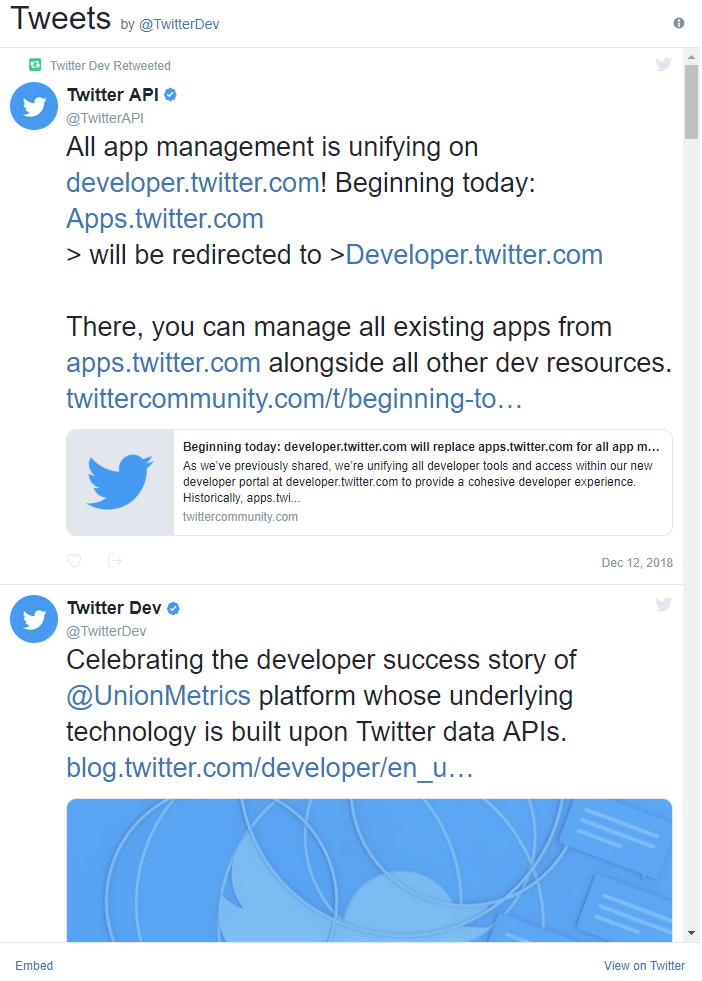 Tweets by @TwitterDev
Twitter Dev Retweeted
Twitter API
@TwitterAPI
All app management is unifying on
developer.twitter.com! Beginning today:
Apps.twitter.com
> will be redirected to >Developer.twitter.com
There, you can manage all existing apps from
apps.twitter.com alongside all other dev resources.
twittercommunity.com/t/beginning-to…
Beginning today: developer.twitter.com will replace apps.twitter.com for all app m...
As we've previously shared, we're unifying all developer tools and access within our new
developer portal at developer.twitter.com to provide a cohesive developer experience.
Historically, apps.twi...
twittercommunity.com
Dec 12, 2018
Twitter Dev
@TwitterDev
Celebrating the developer success story of
@UnionMetrics platform whose underlying
technology is built upon Twitter data APIs.
blog.twitter.com/developer/en_u…
Embed
View on Twitter